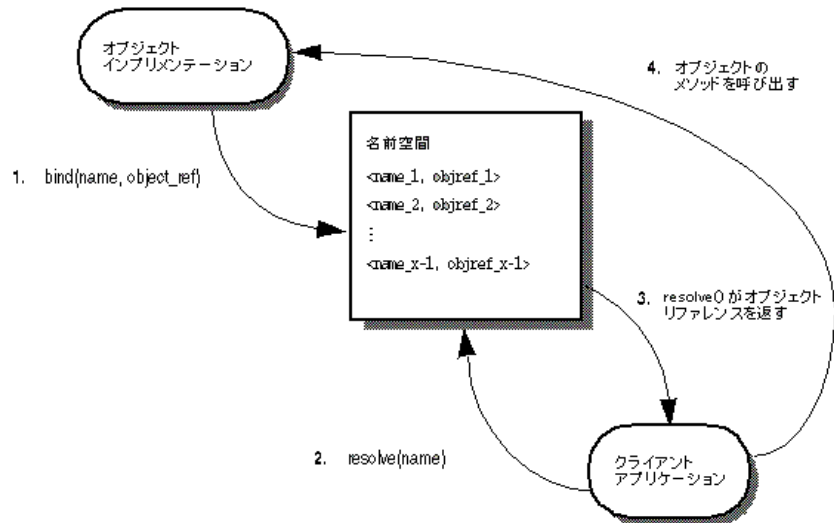 オブジェクト
インプリメンテーション
4. オブジェクトの
メソッドを呼び出す
名前空間
<name_1, objref_1>
<name_2, objref_2>
⋮
<name_x-1, objref_x-1>
1. bind(name, object_ref)
3. resolve()がオブジェクト
リファレンスを返す
2. resolve(name)
クライアント
アプリケーション